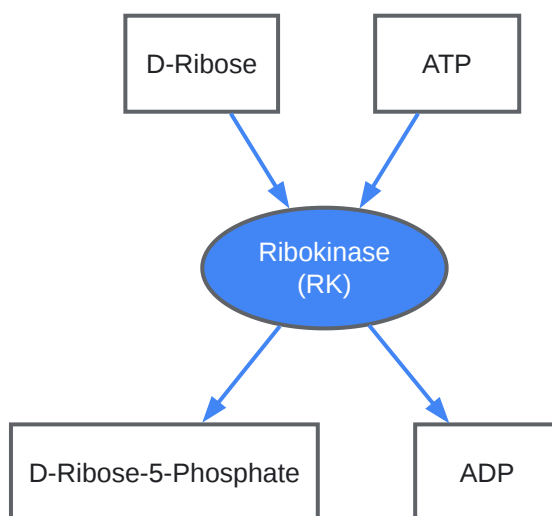 D-Ribose
ATP
Ribokinase
(RK)
D-Ribose-5-Phosphate
ADP